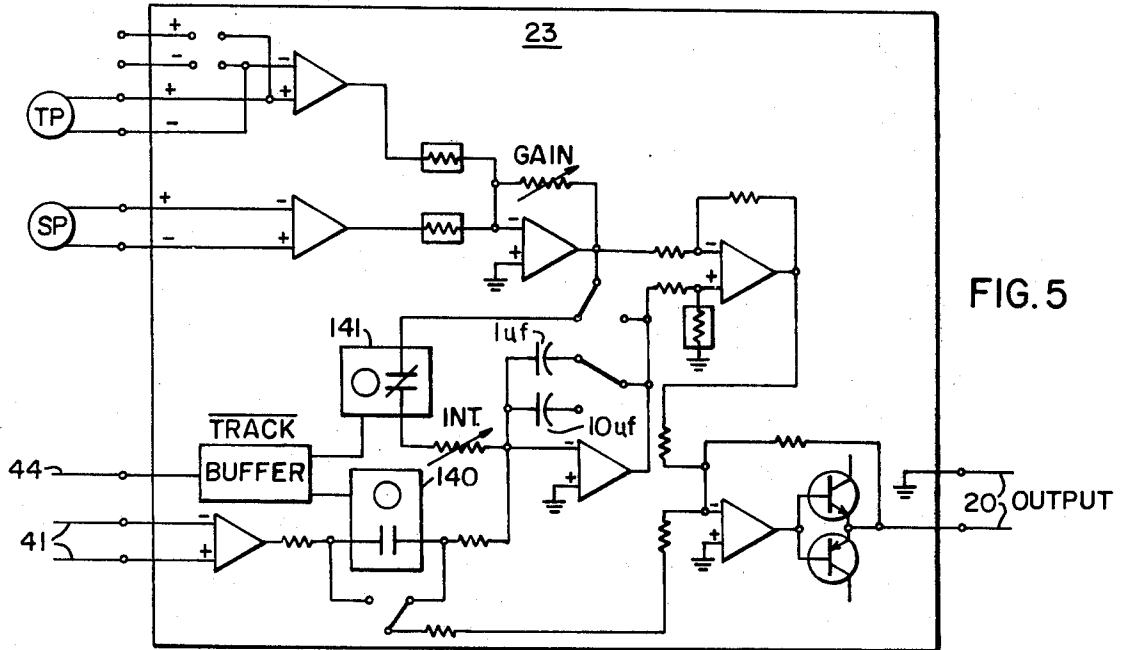 23
+
-
TP
+
-
-
+
GAIN
SP
+
-
-
+
-
+
-
+
FIG. 5
141
1uf
10uf
INT.
TRACK
BUFFER
44
140
-
+
41
-
+
-
+
20 OUTPUT